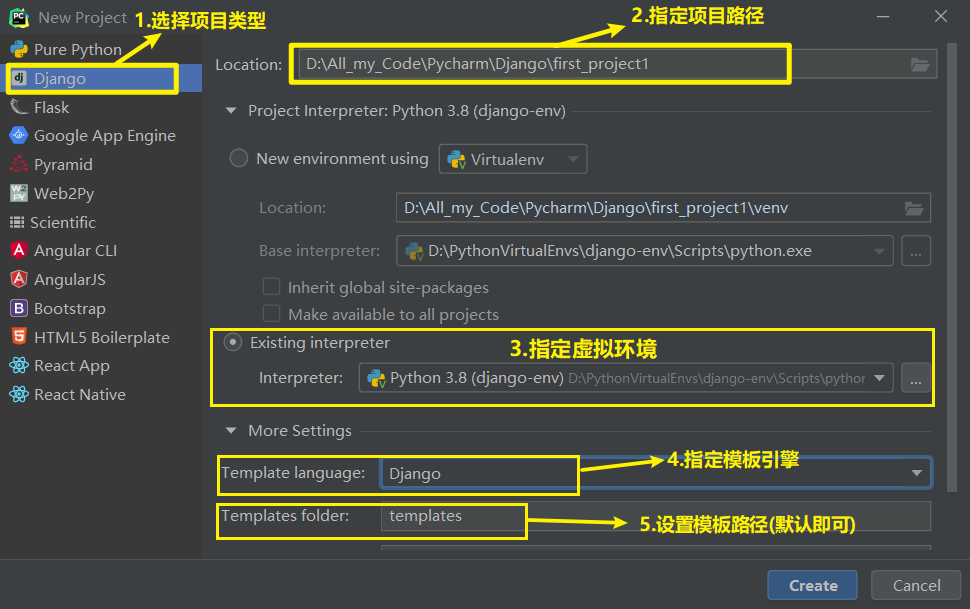 New Project
1.选择项目类型
2.指定项目路径
Pure Python
Django
Flask
Google App Engine
Pyramid
Web2Py
Scientific
Angular CLI
AngularJS
Bootstrap
HTML5 Boilerplate
React App
React Native
Location: D:\All_my_Code\Pycharm\Django\first_project1
Project Interpreter: Python 3.8 (django-env)
New environment using Virtualenv
Location: D:\All_my_Code\Pycharm\Django\first_project1\venv
Base interpreter: D:\PythonVirtualEnvs\django-env\Scripts\python.exe ...
Inherit global site-packages
Make available to all projects
Existing interpreter
3.指定虚拟环境
Interpreter: Python 3.8 (django-env) D:\PythonVirtualEnvs\django-env\Scripts\python ...
More Settings
Template language: Django
4.指定模板引擎
Templates folder: templates
5.设置模板路径(默认即可)
Create Cancel